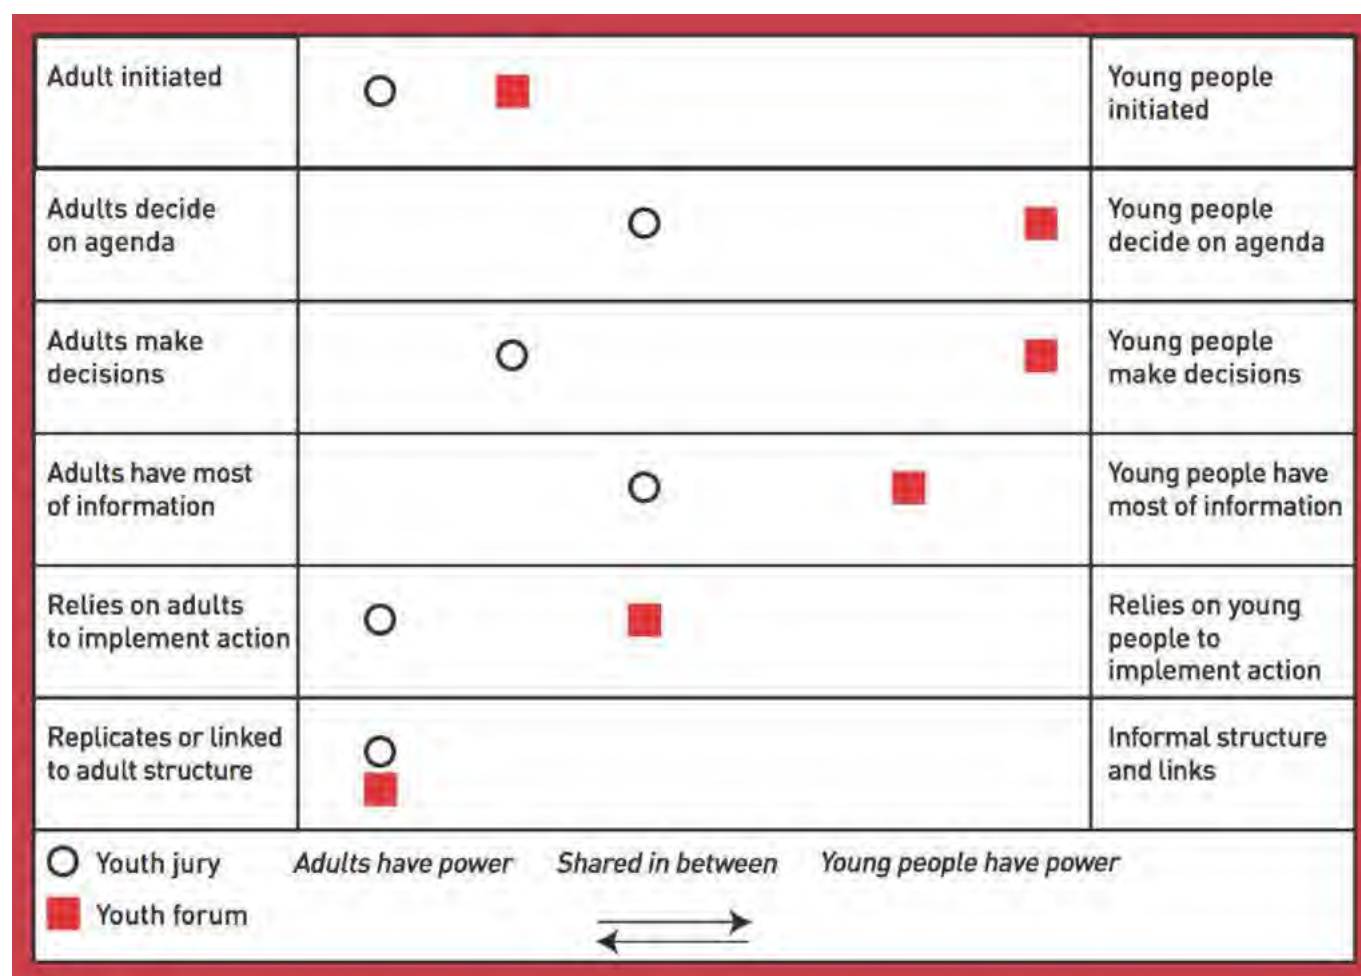 Adult initiated
Young people
initiated
Adults decide
on agenda
Young people
decide on agenda
Adults make
decisions
Young people
make decisions
Adults have most
of information
Young people have
most of information
Relies on adults
to implement action
Relies on young
people to
implement action
Replicates or linked
to adult structure
Informal structure
and links
Youth jury
Adults have power
Shared in between
Young people have power
Youth forum